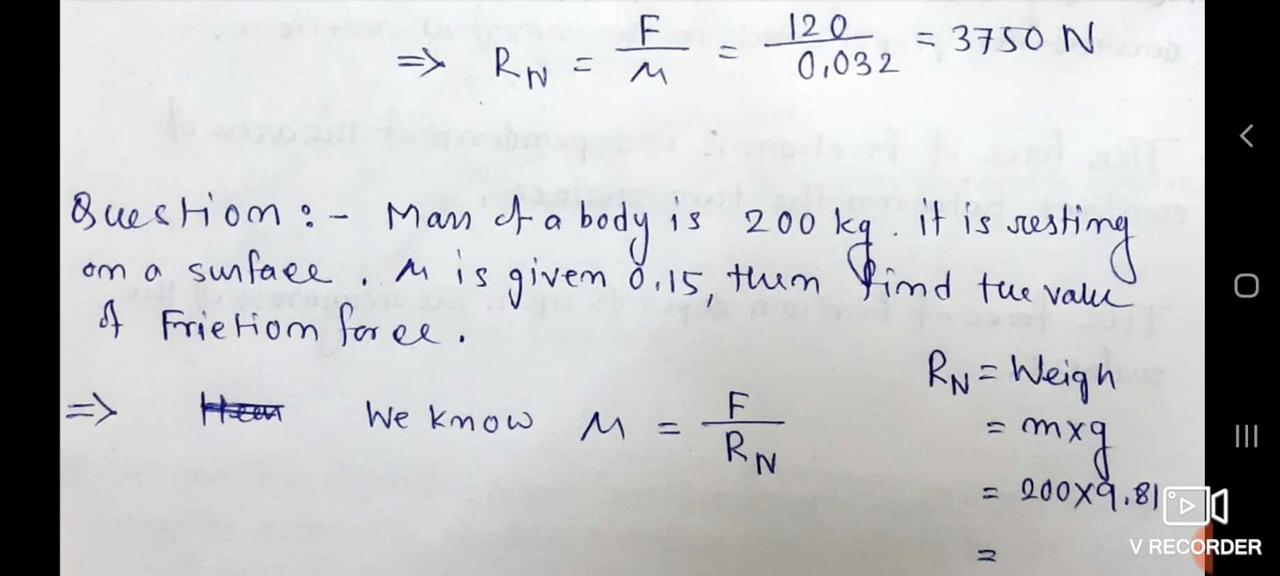 ⇒ R_N = F/μ = 120/0.032 = 3750 N
Question :- Mass of a body is 200 kg. it is resting
on a surface. μ is given 0.15, then find the value
of Friction force.
R_N = Weigh
⇒ We know μ = F/R_N
= m×g
= 200×9.81
=
V RECORDER